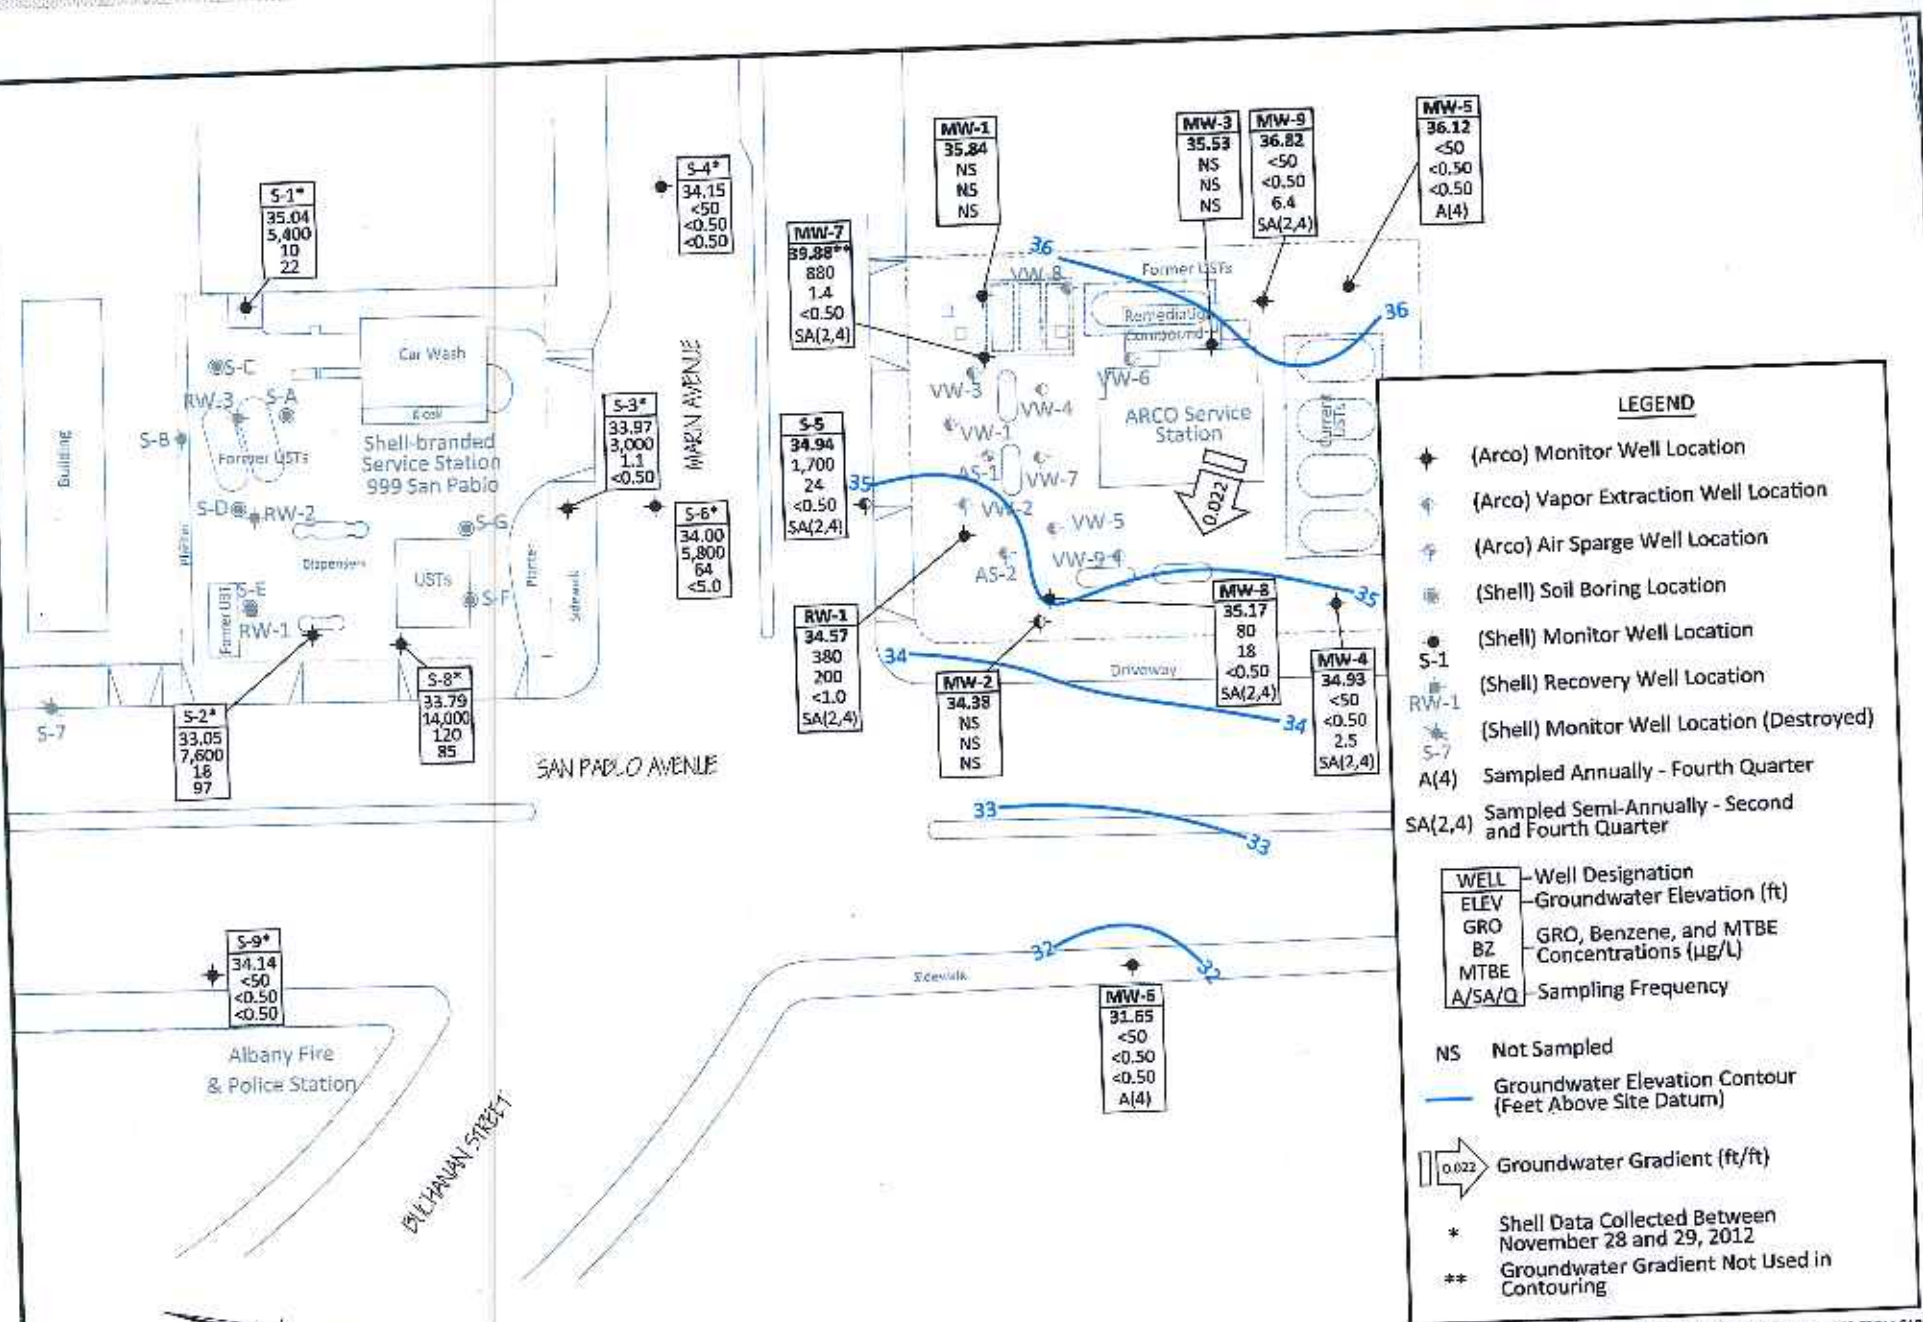 MW-1
35.84
NS
NS
NS
MW-3
35.53
NS
NS
NS
MW-9
36.82
<50
<0.50
6.4
SA(2,4)
MW-5
36.12
<50
<0.50
<0.50
A(4)
S-4*
34.15
<50
<0.50
<0.50
S-1*
35.04
5,400
10
22
MW-7
39.88**
880
1.4
<0.50
SA(2,4)
36
VW-8
Former USTs
Remediation
Compound
36
Car Wash
Kiosk
S-C
RW-3
S-A
S-B
Former USTs
Building
Shell-branded
Service Station
999 San Pablo
S-D
RW-2
S-G
Dispensers
USTs
Planter
Planter
Sidewalk
S-E
S-F
Former UST
RW-1
S-3*
33.97
3,000
1.1
<0.50
MARIN AVENUE
S-6*
34.00
5,800
64
<5.0
S-5
34.94
1,700
24
<0.50
SA(2,4)
VW-3
VW-4
VW-6
VW-1
ARCO Service
Station
Current
USTs
AS-1
VW-7
35
VW-2
VW-5
0.022
AS-2
VW-9
35
RW-1
34.57
380
200
<1.0
SA(2,4)
MW-8
35.17
80
18
<0.50
SA(2,4)
34
Driveway
34
MW-2
34.38
NS
NS
NS
MW-4
34.93
<50
<0.50
2.5
SA(2,4)
S-7
S-2*
33.05
7,600
18
97
S-8*
33.79
14,000
120
85
SAN PABLO AVENUE
33
33
S-9*
34.14
<50
<0.50
<0.50
Albany Fire
& Police Station
BUCHANAN STREET
32
32
Sidewalk
MW-6
31.65
<50
<0.50
<0.50
A(4)
LEGEND
(Arco) Monitor Well Location
(Arco) Vapor Extraction Well Location
(Arco) Air Sparge Well Location
(Shell) Soil Boring Location
S-1 (Shell) Monitor Well Location
RW-1 (Shell) Recovery Well Location
S-7 (Shell) Monitor Well Location (Destroyed)
A(4) Sampled Annually - Fourth Quarter
SA(2,4) Sampled Semi-Annually - Second
and Fourth Quarter
WELL Well Designation
ELEV Groundwater Elevation (ft)
GRO
BZ
MTBE
GRO, Benzene, and MTBE
Concentrations (µg/L)
A/SA/Q Sampling Frequency
NS Not Sampled
Groundwater Elevation Contour
(Feet Above Site Datum)
0.022 Groundwater Gradient (ft/ft)
* Shell Data Collected Between
November 28 and 29, 2012
** Groundwater Gradient Not Used in
Contouring